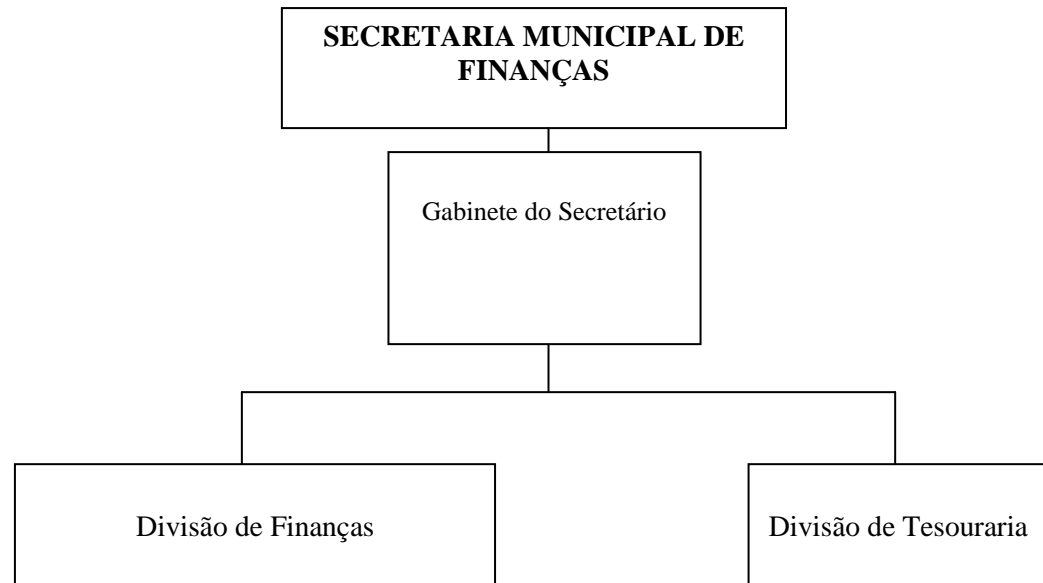 SECRETARIA MUNICIPAL DE
FINANÇAS
Gabinete do Secretário
Divisão de Finanças
Divisão de Tesouraria